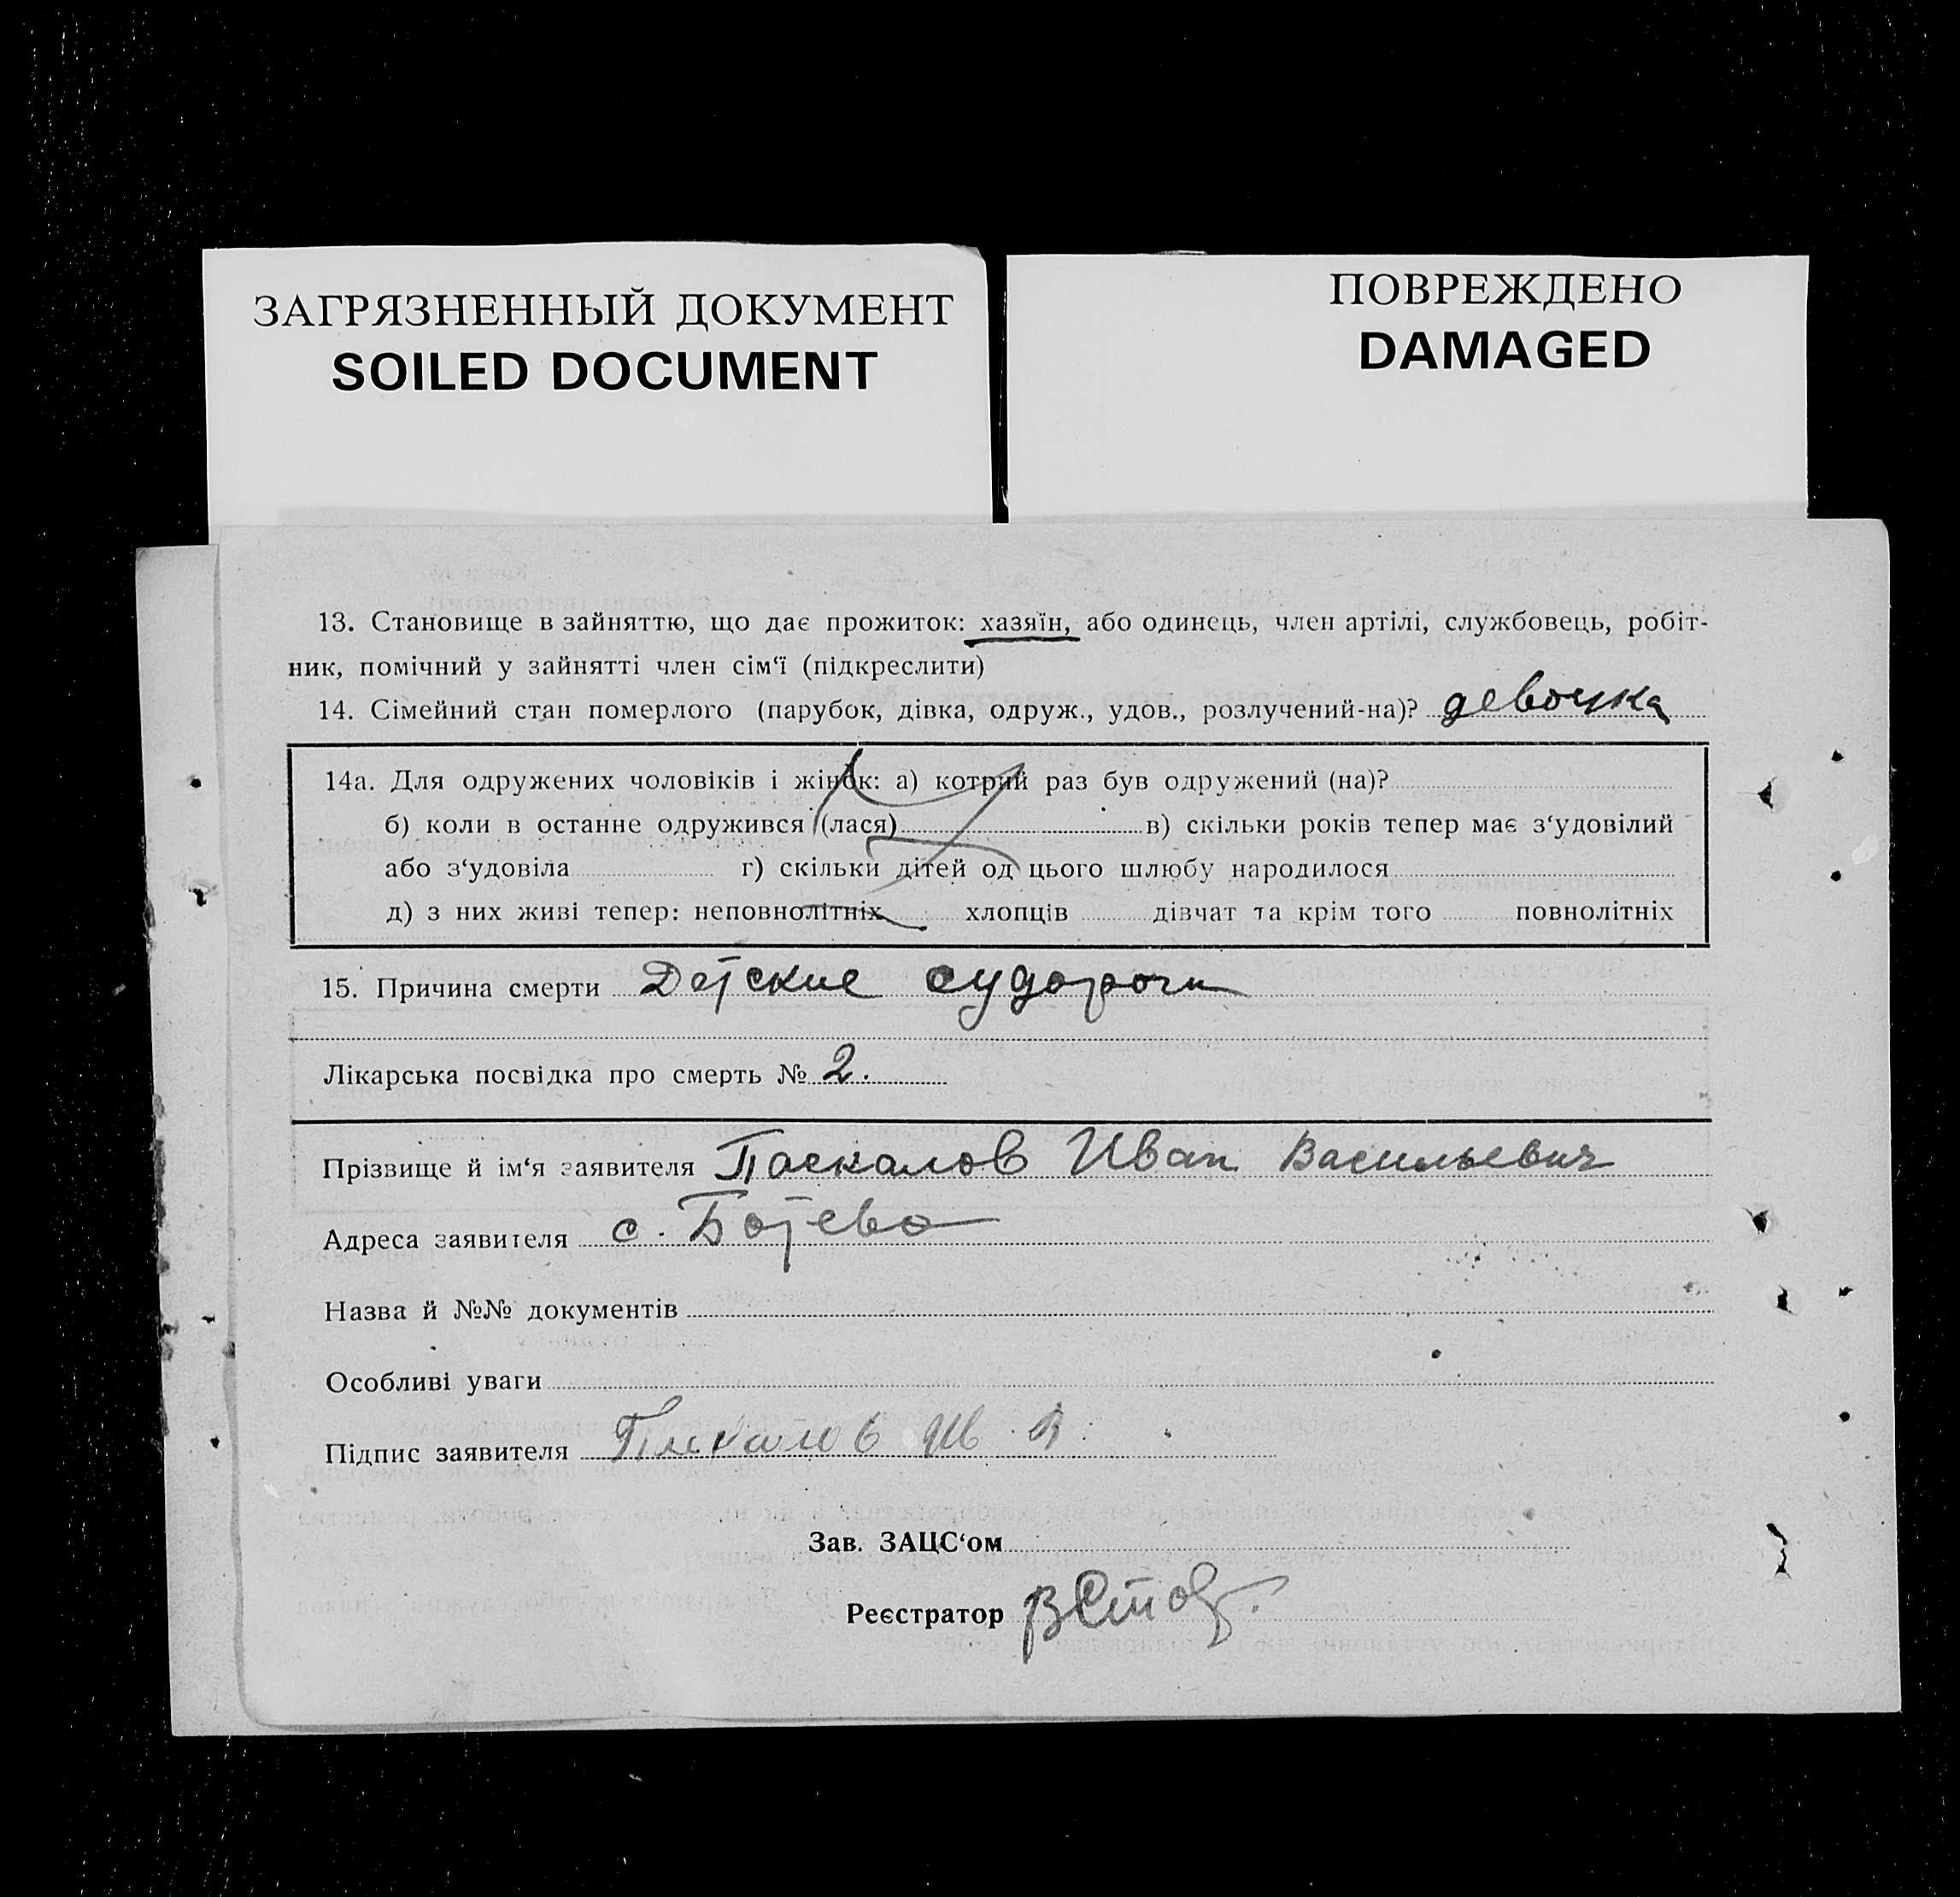 ЗАГРЯЗНЕННЫЙ ДОКУМЕНТ
SOILED DOCUMENT
ПОВРЕЖДЕНО
DAMAGED
13. Становище в зайняттю, що дає прожиток: хазяїн, або одинець, член артілі, службовець, робіт-
ник, помічний у зайнятті член сім‘ї (підкреслити)
14. Сімейний стан померлого (парубок, дівка, одруж., удов., розлучений-на)? девочка
14а. Для одружених чоловіків і жінок: а) котрий раз був одружений (на)?
б) коли в останне одружився (лася) в) скільки років тепер має з‘удовілий
або з‘удовіла г) скільки дітей од цього шлюбу народилося
д) з них живі тепер: неповнолітніх хлопців дівчат та крім того повнолітніх
15. Причина смерти Детские судороги
Лікарська посвідка про смерть № 2.
Прізвище й ім‘я заявителя Паскалов Иван Васильевич
Адреса заявителя с. Ботево
Назва й №№ документів
Особливі уваги
Підпис заявителя Паскалов Ив В.
Зав. ЗАЦС‘ом
Реєстратор